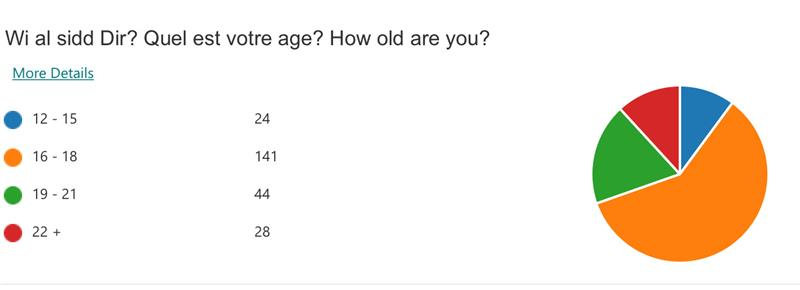 Wi al sidd Dir? Quel est votre age? How old are you?
More Details
12 - 15 24
16 - 18 141
19 - 21 44
22 + 28